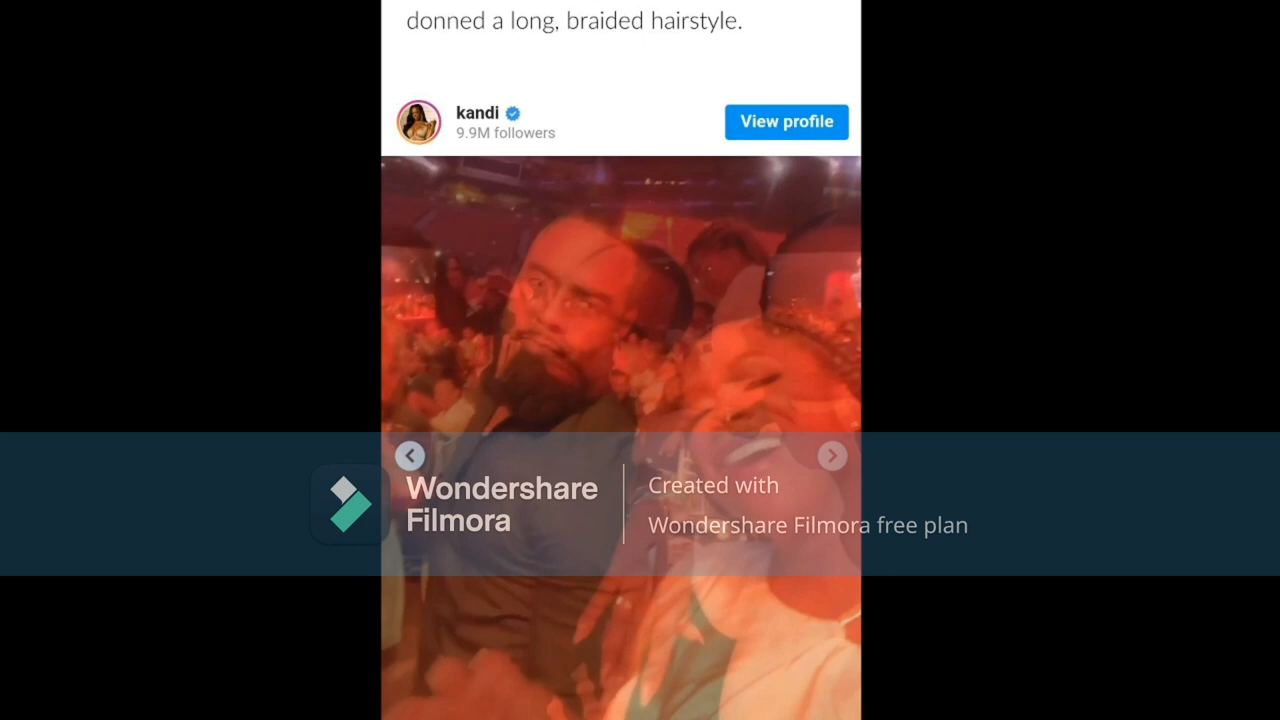 donned a long, braided hairstyle.
kandi
9.9M followers
View profile
Wondershare
Filmora
Created with
Wondershare Filmora free plan